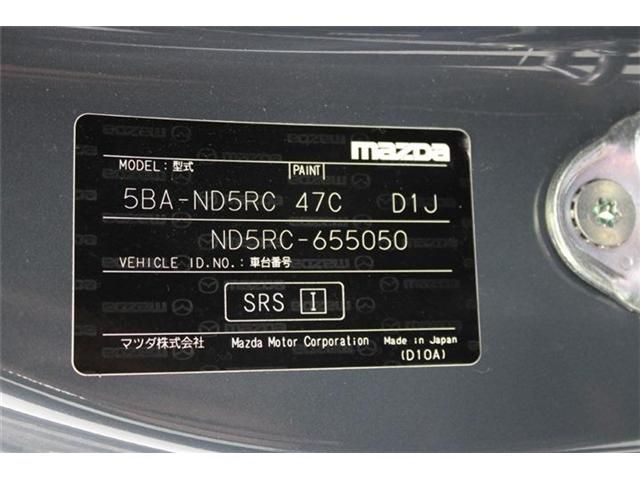 mazda
MODEL:型式 PAINT
5BA-ND5RC 47C D1J
ND5RC-655050
VEHICLE ID.NO.:車台番号
SRS I
マツダ株式会社 Mazda Motor Corporation Made in Japan
(D10A)